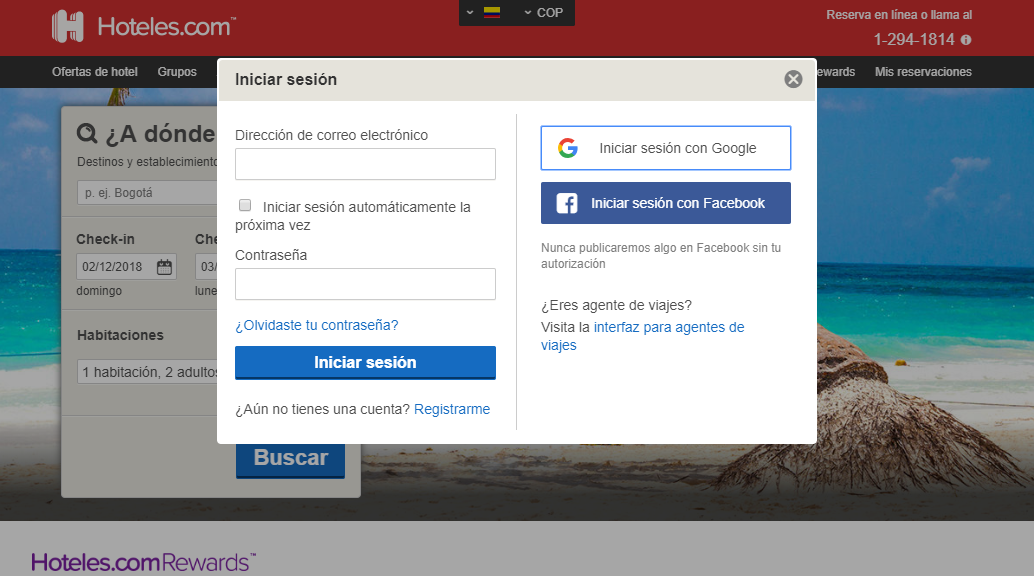 Hoteles.com™
COP
Reserva en línea o llama al
1-294-1814
Ofertas de hotel
Grupos
ewards
Mis reservaciones
Iniciar sesión
Dirección de correo electrónico
Iniciar sesión automáticamente la
próxima vez
Contraseña
¿Olvidaste tu contraseña?
Iniciar sesión
¿Aún no tienes una cuenta? Registrarme
Iniciar sesión con Google
Iniciar sesión con Facebook
Nunca publicaremos algo en Facebook sin tu
autorización
¿Eres agente de viajes?
Visita la interfaz para agentes de
viajes
¿A dónde
Destinos y establecimiento
p. ej. Bogotá
Check-in
Che
02/12/2018
03/
domingo
lune
Habitaciones
1 habitación, 2 adultos
Buscar
Hoteles.comRewards™